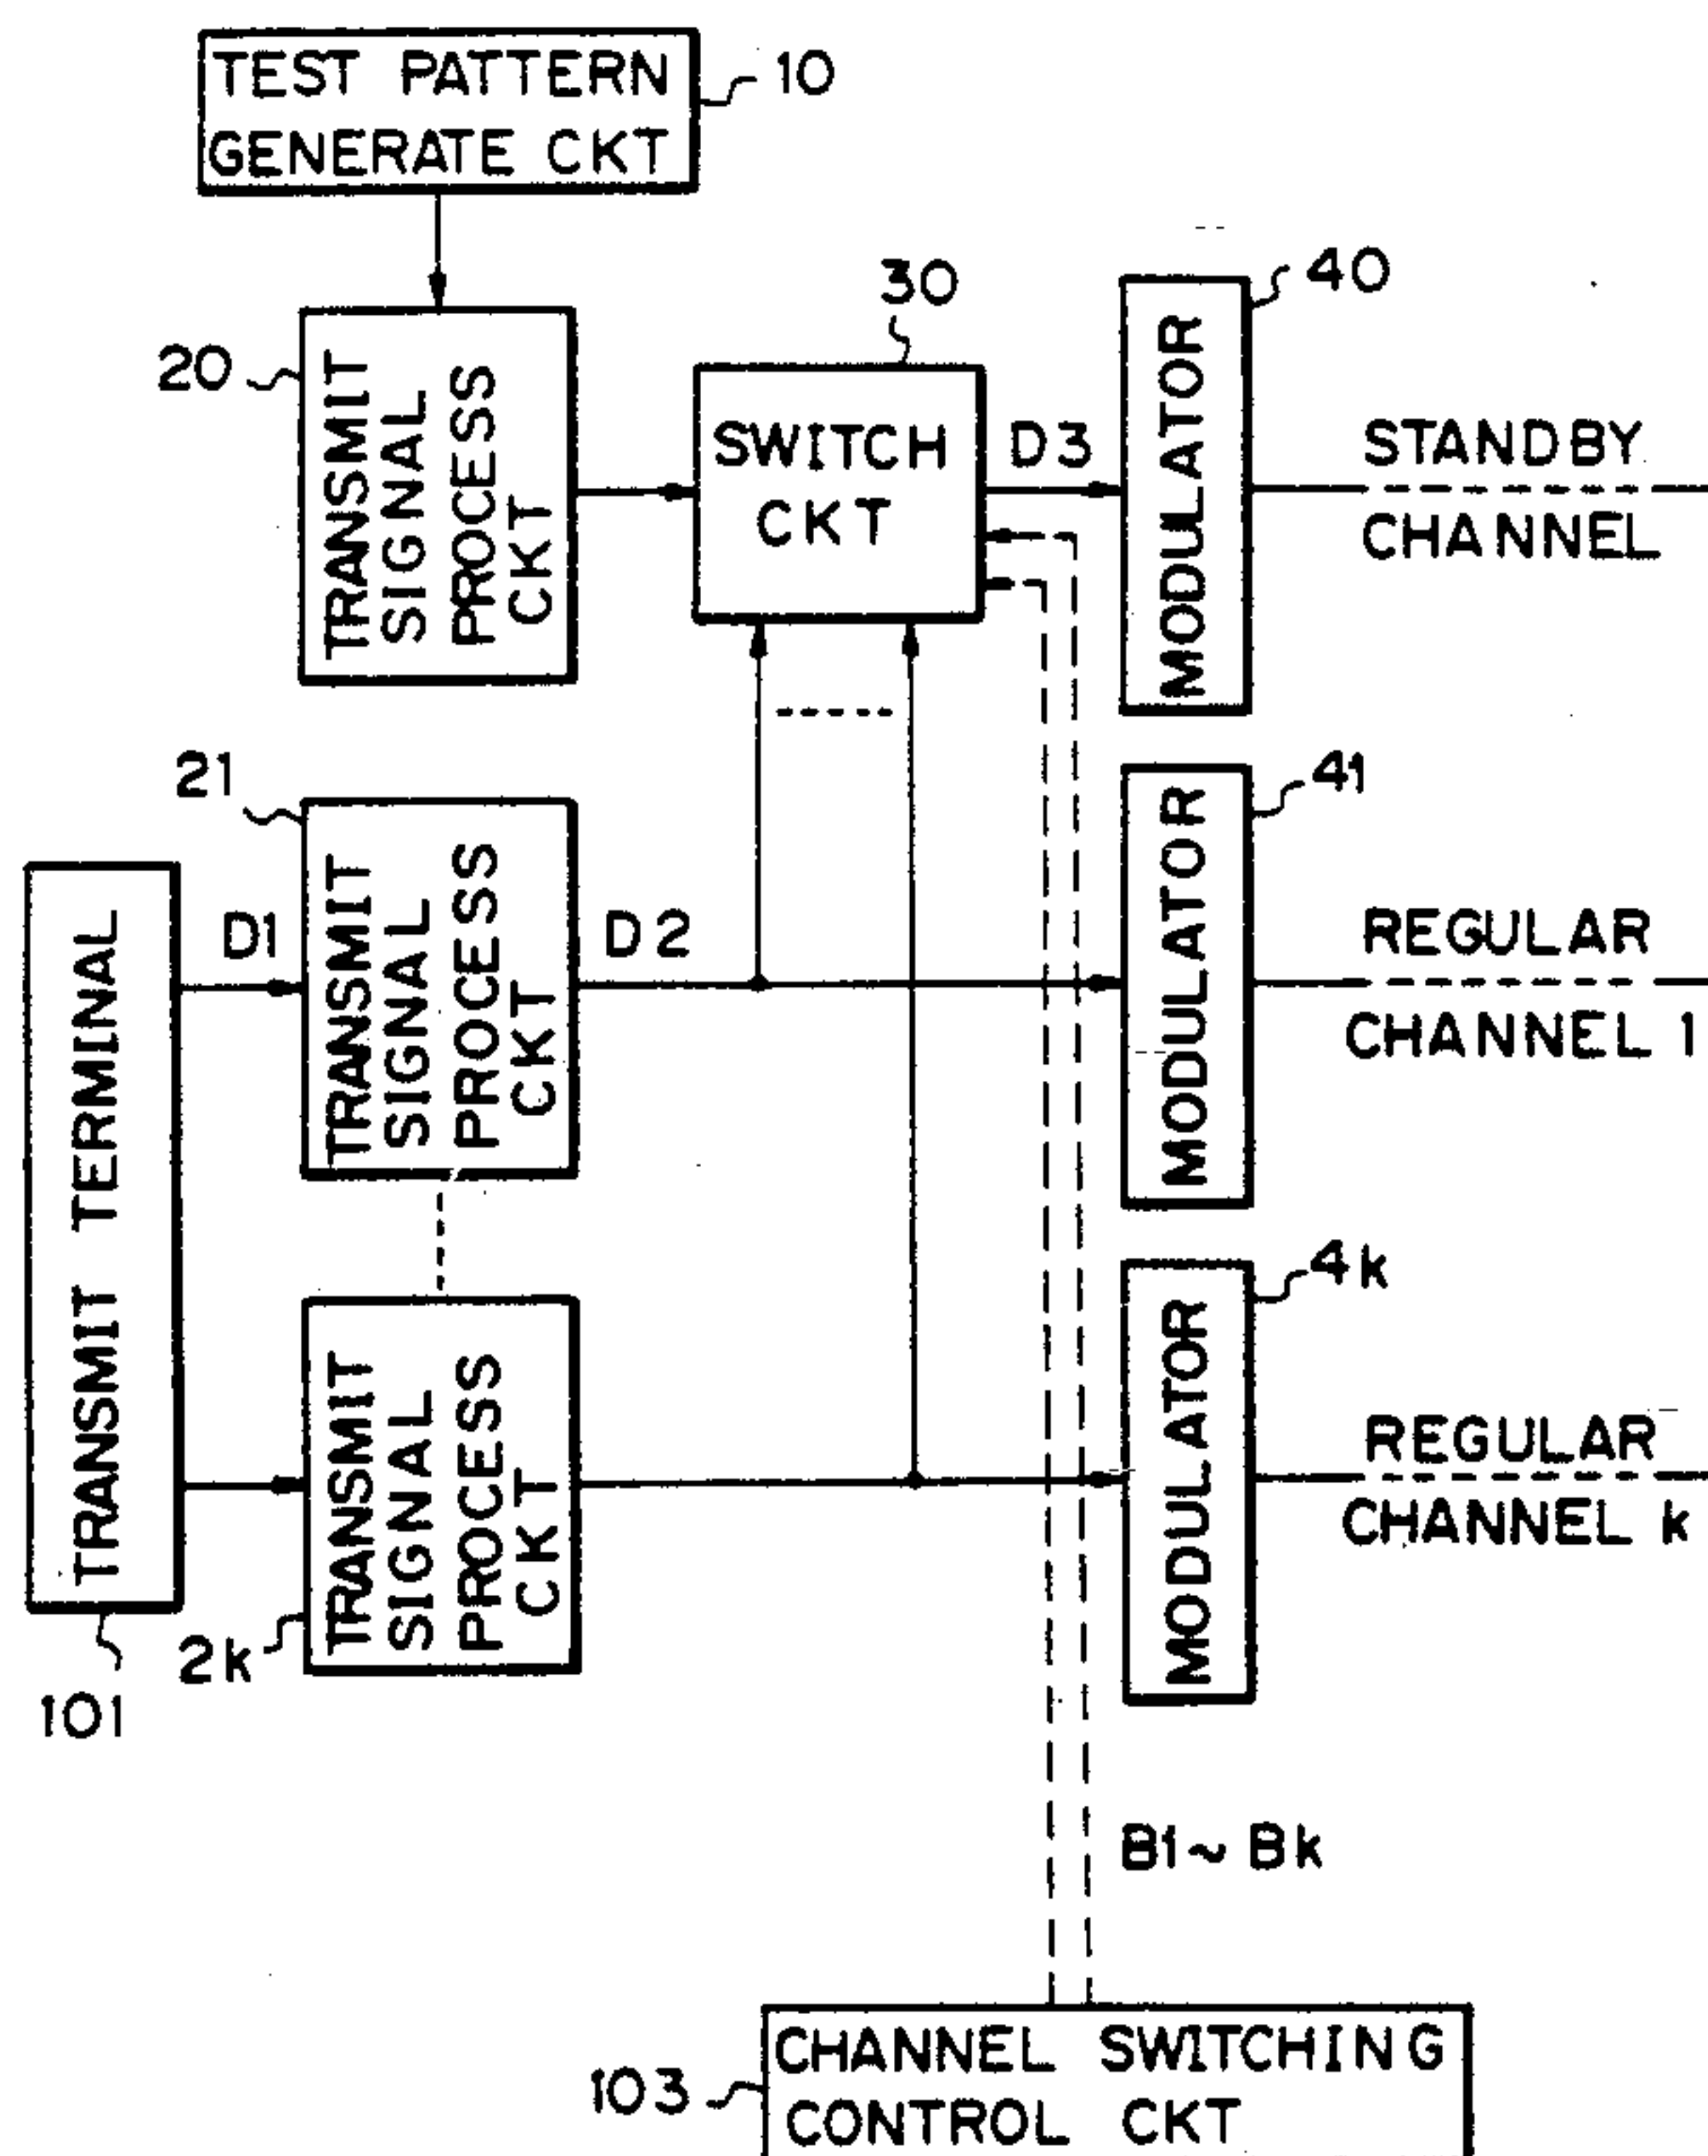 TEST PATTERN
GENERATE CKT
10
20
TRANSMIT
SIGNAL
PROCESS
CKT
30
SWITCH
CKT
D3
40
MODULATOR
STANDBY
CHANNEL
21
TRANSMIT
SIGNAL
PROCESS
CKT
D1
D2
41
MODULATOR
REGULAR
CHANNEL 1
TRANSMIT TERMINAL
101
2k
TRANSMIT
SIGNAL
PROCESS
CKT
4k
MODULATOR
REGULAR
CHANNEL k
B1~Bk
103
CHANNEL SWITCHING
CONTROL CKT